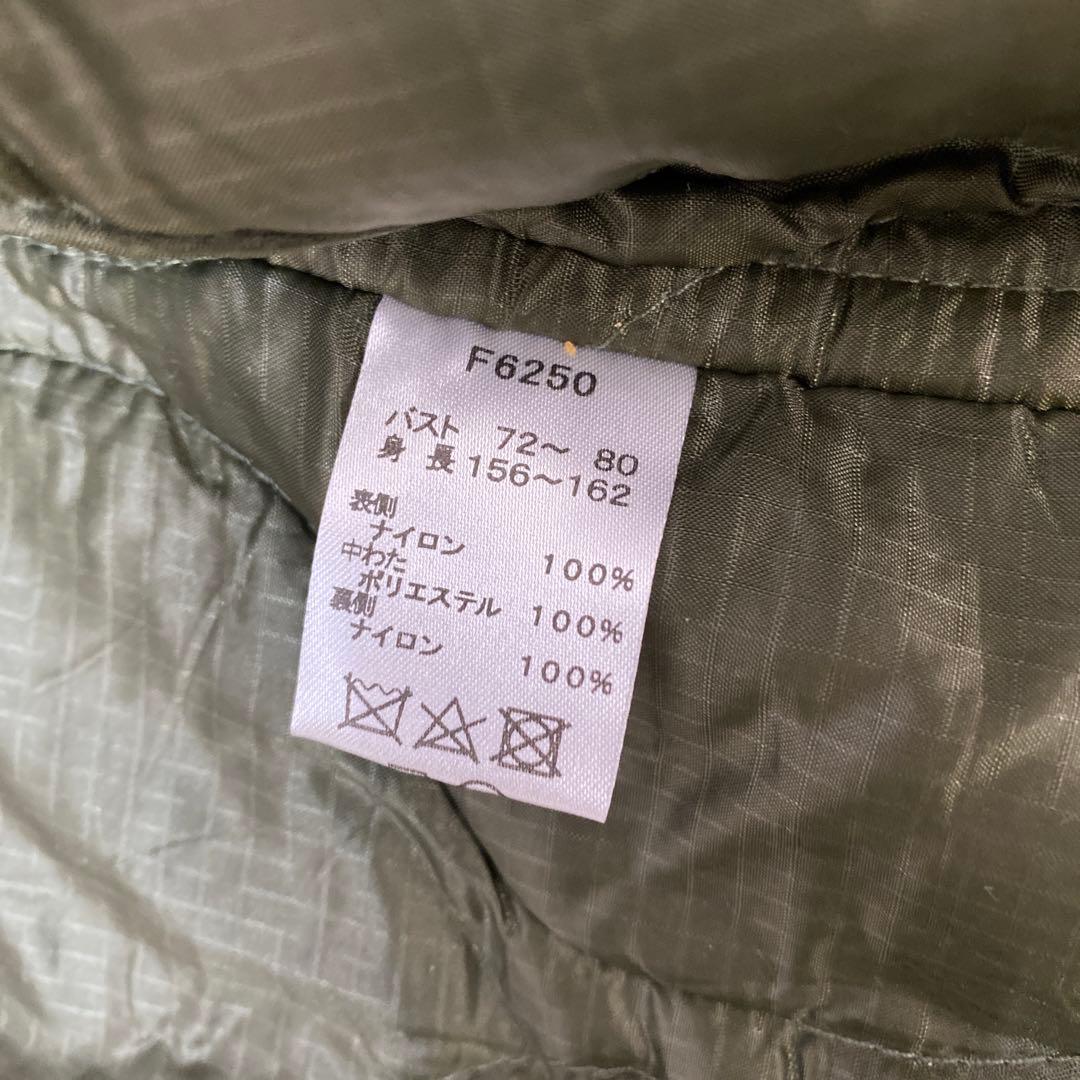 F6250
バスト 72～ 80
身 長 156～162
表側
ナイロン 100%
中わた
ポリエステル 100%
裏側
ナイロン 100%